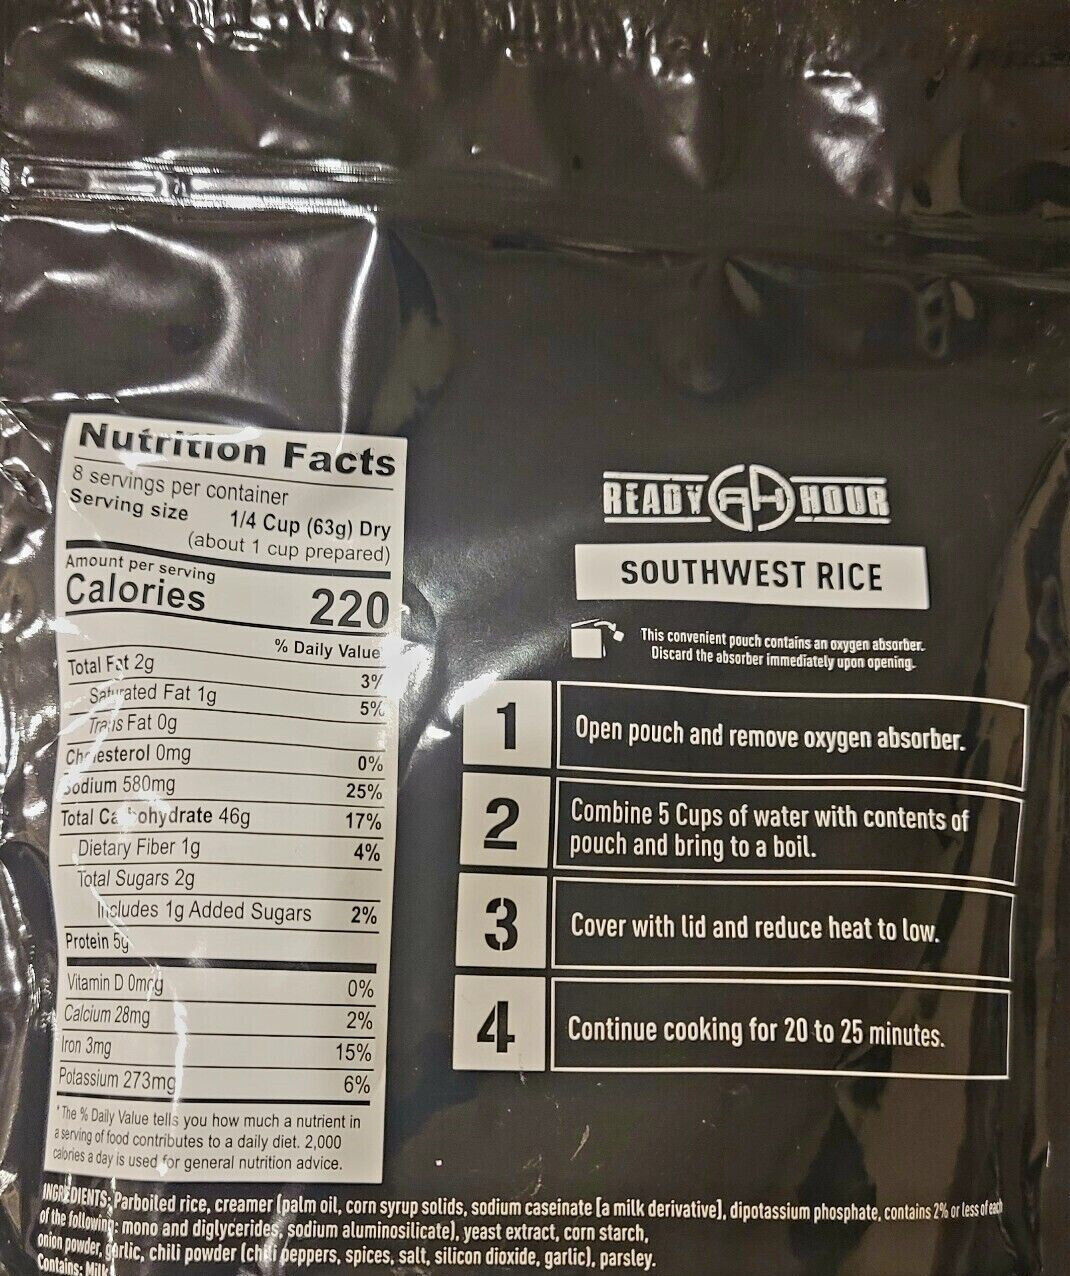 Nutrition Facts
8 servings per container
Serving size 1/4 Cup (63g) Dry
(about 1 cup prepared)
Amount per serving
Calories 220
% Daily Value
Total Fat 2g 3%
Saturated Fat 1g 5%
Trans Fat 0g
Cholesterol 0mg 0%
Sodium 580mg 25%
Total Carbohydrate 46g 17%
Dietary Fiber 1g 4%
Total Sugars 2g
Includes 1g Added Sugars 2%
Protein 5g
Vitamin D 0mcg 0%
Calcium 28mg 2%
Iron 3mg 15%
Potassium 273mg 6%
*The % Daily Value tells you how much a nutrient in
a serving of food contributes to a daily diet. 2,000
calories a day is used for general nutrition advice.
READY RH HOUR
SOUTHWEST RICE
This convenient pouch contains an oxygen absorber.
Discard the absorber immediately upon opening.
1 Open pouch and remove oxygen absorber.
2 Combine 5 Cups of water with contents of
pouch and bring to a boil.
3 Cover with lid and reduce heat to low.
4 Continue cooking for 20 to 25 minutes.
INGREDIENTS: Parboiled rice, creamer (palm oil, corn syrup solids, sodium caseinate [a milk derivative], dipotassium phosphate, contains 2% or less of each
of the following: mono and diglycerides, sodium aluminosilicate), yeast extract, corn starch,
onion powder, garlic, chili powder (chili peppers, spices, salt, silicon dioxide, garlic), parsley.
Contains: Milk